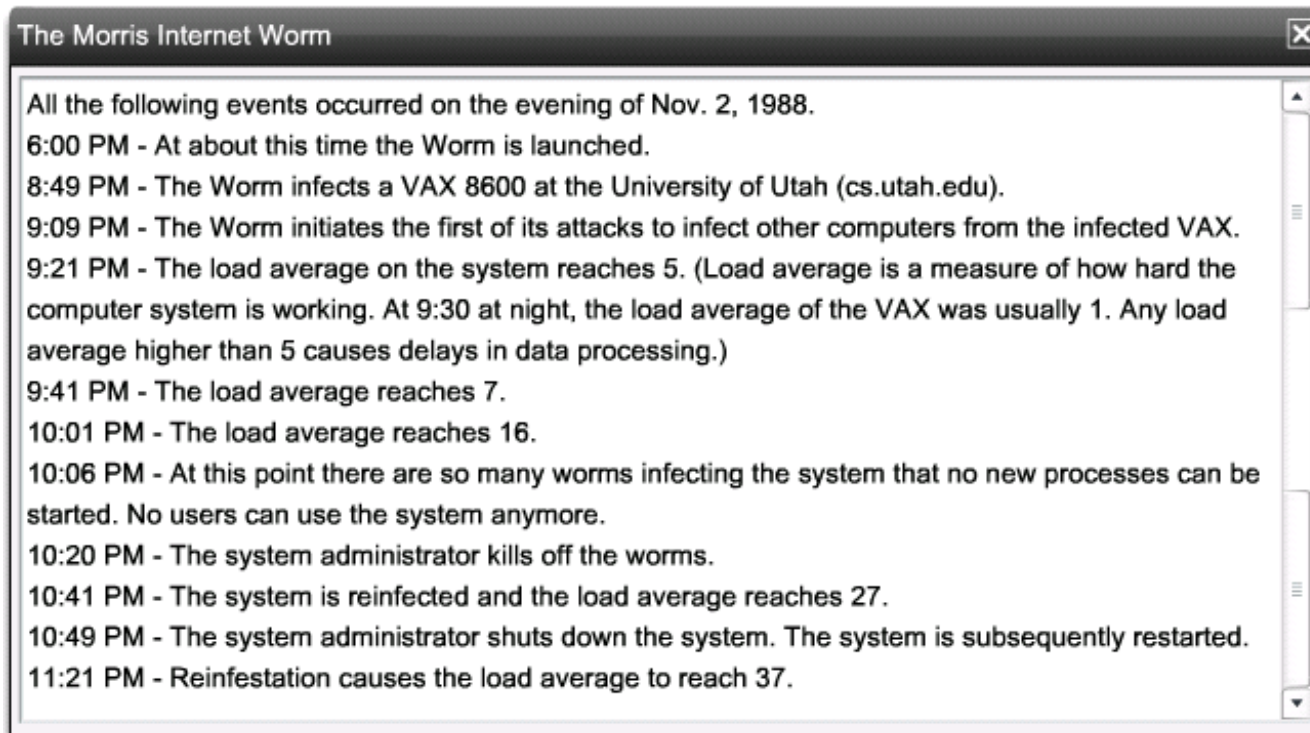 The Morris Internet Worm
All the following events occurred on the evening of Nov. 2, 1988.
6:00 PM - At about this time the Worm is launched.
8:49 PM - The Worm infects a VAX 8600 at the University of Utah (cs.utah.edu).
9:09 PM - The Worm initiates the first of its attacks to infect other computers from the infected VAX.
9:21 PM - The load average on the system reaches 5. (Load average is a measure of how hard the
computer system is working. At 9:30 at night, the load average of the VAX was usually 1. Any load
average higher than 5 causes delays in data processing.)
9:41 PM - The load average reaches 7.
10:01 PM - The load average reaches 16.
10:06 PM - At this point there are so many worms infecting the system that no new processes can be
started. No users can use the system anymore.
10:20 PM - The system administrator kills off the worms.
10:41 PM - The system is reinfected and the load average reaches 27.
10:49 PM - The system administrator shuts down the system. The system is subsequently restarted.
11:21 PM - Reinfestation causes the load average to reach 37.